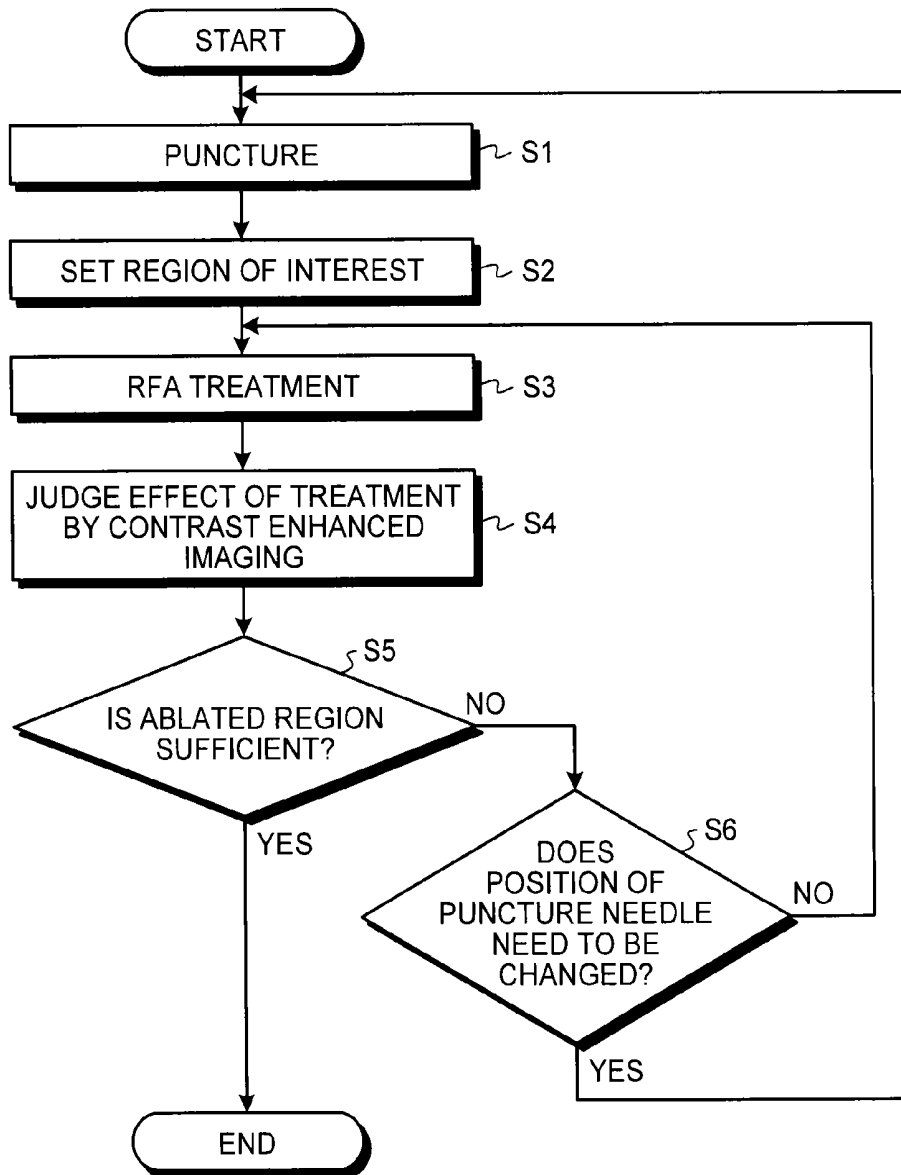 START
PUNCTURE
S1
SET REGION OF INTEREST
S2
RFA TREATMENT
S3
JUDGE EFFECT OF TREATMENT
BY CONTRAST ENHANCED
IMAGING
S4
S5
IS ABLATED REGION
SUFFICIENT?
NO
YES
S6
DOES
POSITION OF
PUNCTURE NEEDLE
NEED TO BE
CHANGED?
NO
YES
END